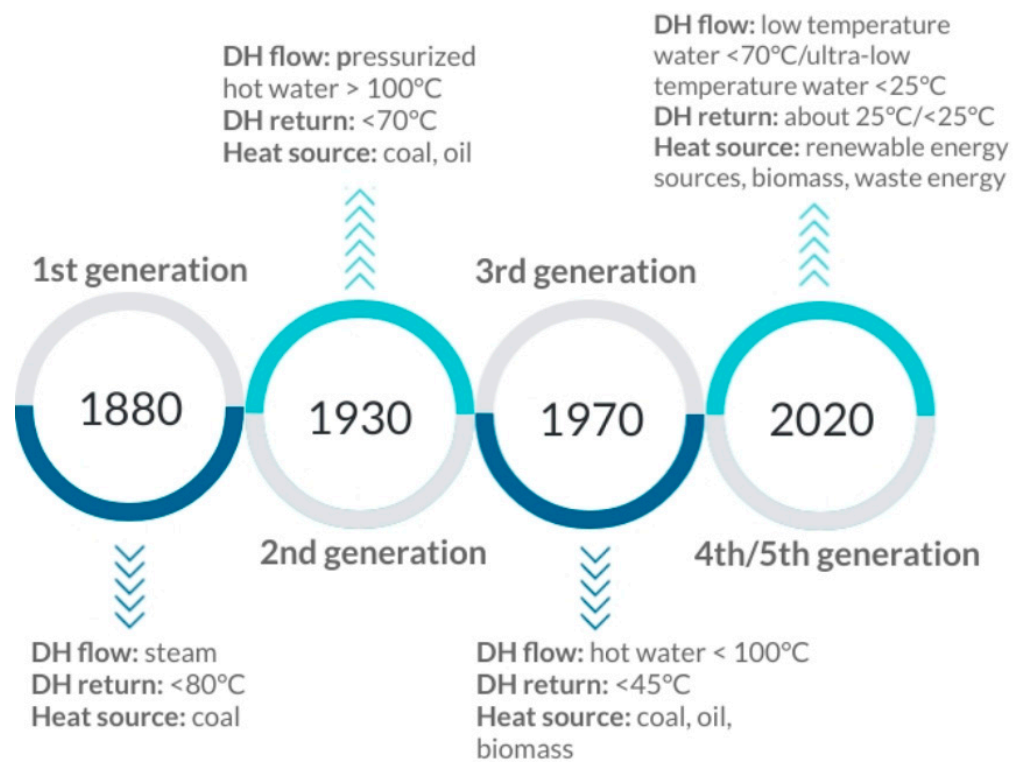 DH flow: pressurized
hot water > 100°C
DH return: <70°C
Heat source: coal, oil
DH flow: low temperature
water <70°C/ultra-low
temperature water <25°C
DH return: about 25°C/<25°C
Heat source: renewable energy
sources, biomass, waste energy
1st generation
3rd generation
1880
1930
1970
2020
2nd generation
4th/5th generation
DH flow: steam
DH return: <80°C
Heat source: coal
DH flow: hot water < 100°C
DH return: <45°C
Heat source: coal, oil,
biomass